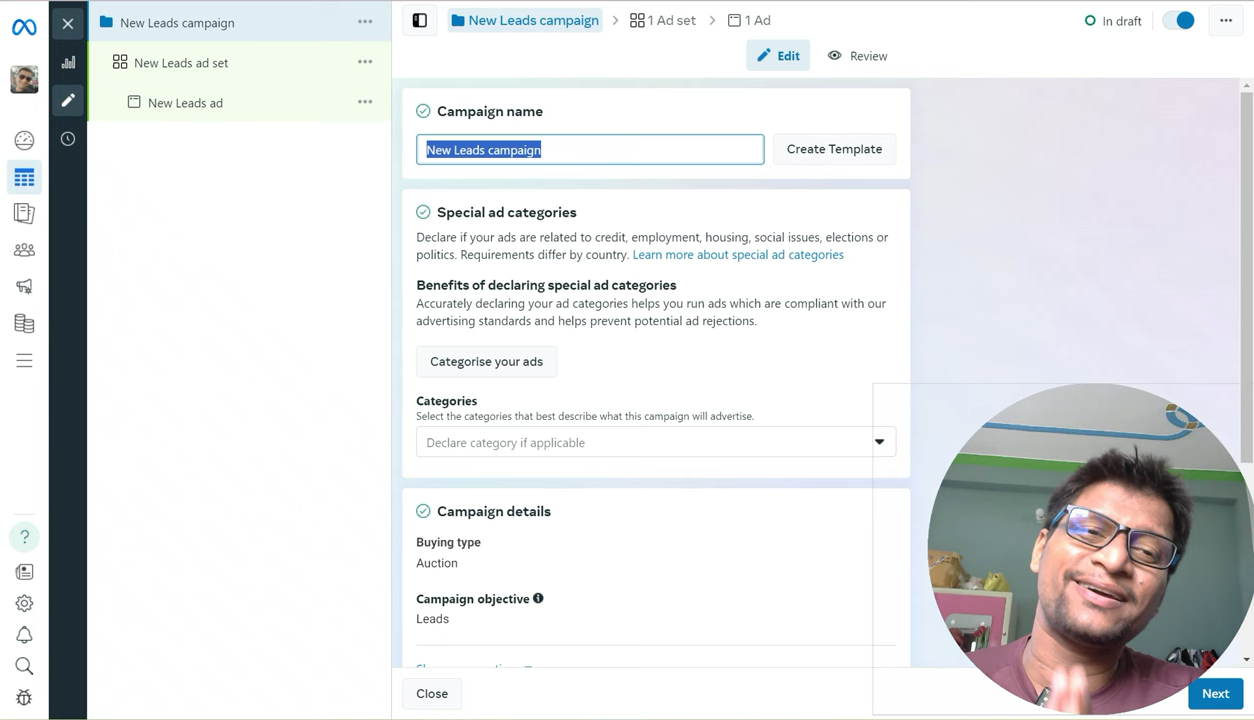 New Leads campaign
New Leads ad set
New Leads ad
New Leads campaign
1 Ad set
1 Ad
In draft
Edit
Review
Campaign name
New Leads campaign
Create Template
Special ad categories
Declare if your ads are related to credit, employment, housing, social issues, elections or
politics. Requirements differ by country. Learn more about special ad categories
Benefits of declaring special ad categories
Accurately declaring your ad categories helps you run ads which are compliant with our
advertising standards and helps prevent potential ad rejections.
Categorise your ads
Categories
Select the categories that best describe what this campaign will advertise.
Declare category if applicable
Campaign details
Buying type
Auction
Campaign objective
Leads
Close
Next